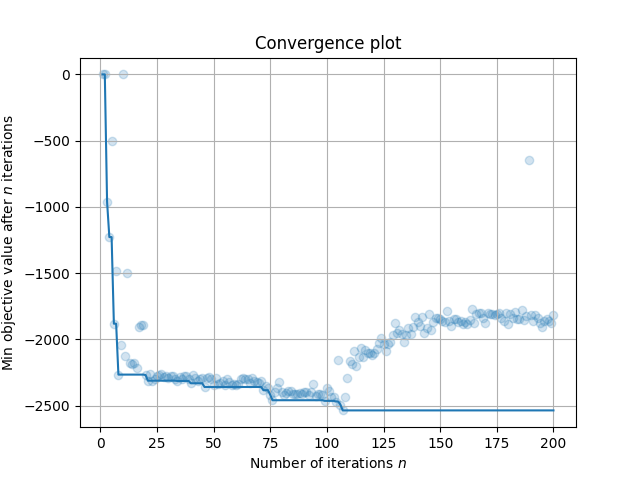 Convergence plot
Min objective value after n iterations
0
−500
−1000
−1500
−2000
−2500
0 25 50 75 100 125 150 175 200
Number of iterations n